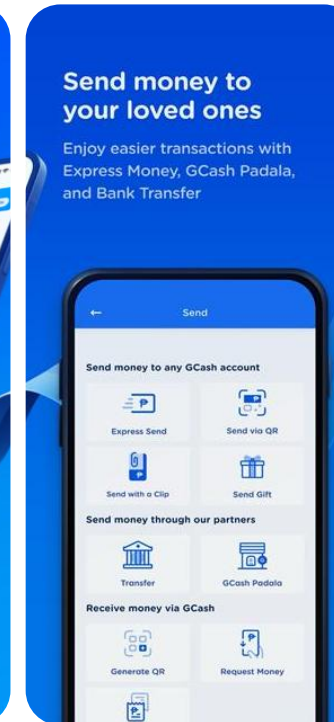 Send money to
your loved ones
Enjoy easier transactions with
Express Money, GCash Padala,
and Bank Transfer
Send
Send money to any GCash account
Express Send
Send via QR
Send with a Clip
Send Gift
Send money through our partners
Transfer
GCash Padala
Receive money via GCash
Generate QR
Request Money